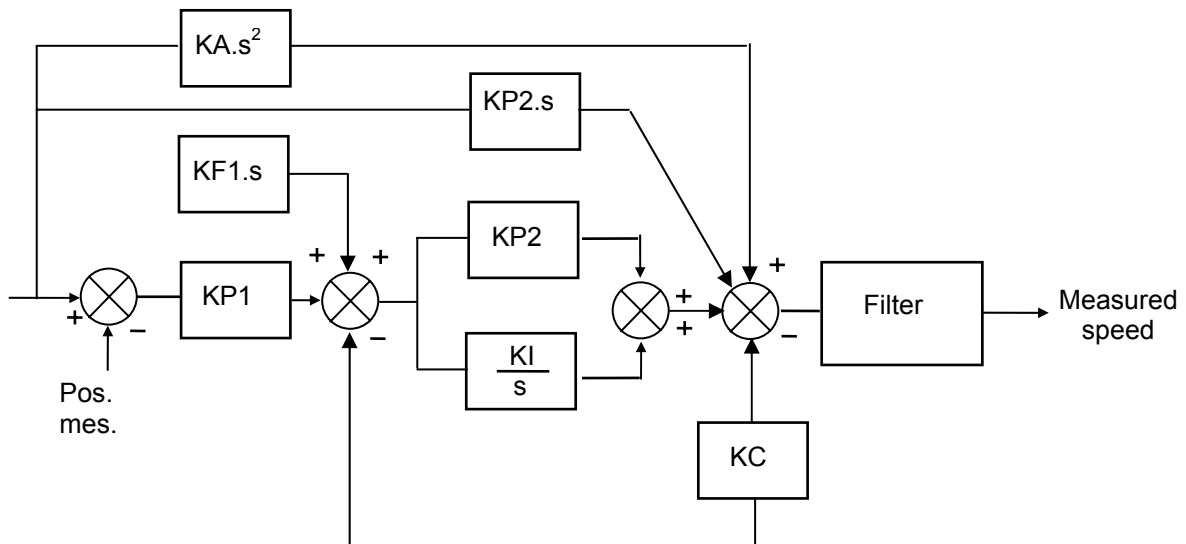 KA.s²
KP2.s
KF1.s
KP2
KP1
Filter
Measured
speed
KI
s
Pos.
mes.
KC
+
+
+
+
−
−
+
+
−
−